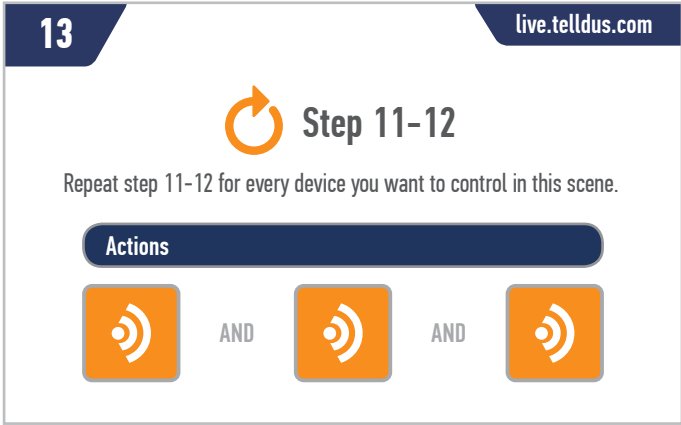 13
live.telldus.com
Step 11-12
Repeat step 11-12 for every device you want to control in this scene.
Actions
AND AND